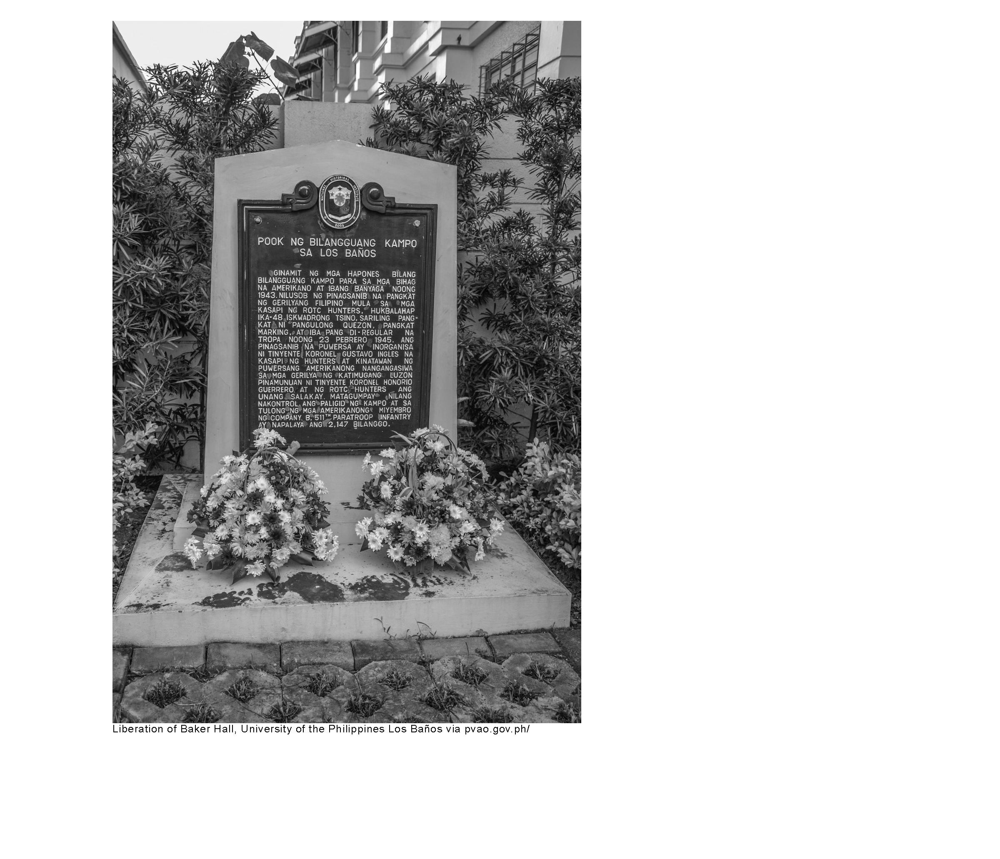 NATIONAL HISTORICAL INSTITUTE
2005
POOK NG BILANGGUANG KAMPO
SA LOS BAÑOS
GINAMIT NG MGA HAPONES BILANG
BILANGGUANG KAMPO PARA SA MGA BIHAG
NA AMERIKANO AT IBANG BANYAGA NOONG
1943. NILUSOB NG PINAGSANIB NA PANGKAT
NG GERILYANG FILIPINO MULA SA MGA
KASAPI NG ROTC HUNTERS, HUKBALAHAP
IKA-48 ISKWADRONG TSINO, SARILING PANG-
KAT NI PANGULONG QUEZON, PANGKAT
MARKING, AT IBA PANG DI-REGULAR NA
TROPA NOONG 23 PEBRERO 1945. ANG
PINAGSANIB NA PUWERSA AY INORGANISA
NI TINYENTE KORONEL GUSTAVO INGLES NA
KASAPI NG HUNTERS AT KINATAWAN NG
PUWERSANG AMERIKANONG NANGANGASIWA
SA MGA GERILYA NG KATIMUGANG LUZON
PINAMUNUAN NI TINYENTE KORONEL HONORIO
GUERRERO AT NG ROTC HUNTERS ANG
UNANG SALAKAY. MATAGUMPAY NILANG
NAKONTROL ANG PALIGID NG KAMPO AT SA
TULONG NG MGA AMERIKANONG MIYEMBRO
NG COMPANY B, 511TH PARATROOP INFANTRY
AY NAPALAYA ANG 2,147 BILANGGO.
Liberation of Baker Hall, University of the Philippines Los Baños via pvao.gov.ph/